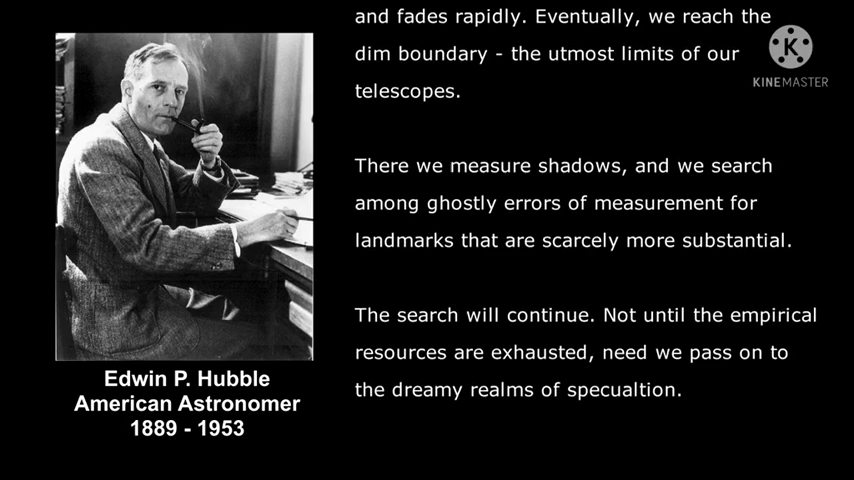 and fades rapidly. Eventually, we reach the
dim boundary - the utmost limits of our
telescopes.
KINEMASTER
There we measure shadows, and we search
among ghostly errors of measurement for
landmarks that are scarcely more substantial.
The search will continue. Not until the empirical
resources are exhausted, need we pass on to
the dreamy realms of specualtion.
Edwin P. Hubble
American Astronomer
1889 - 1953